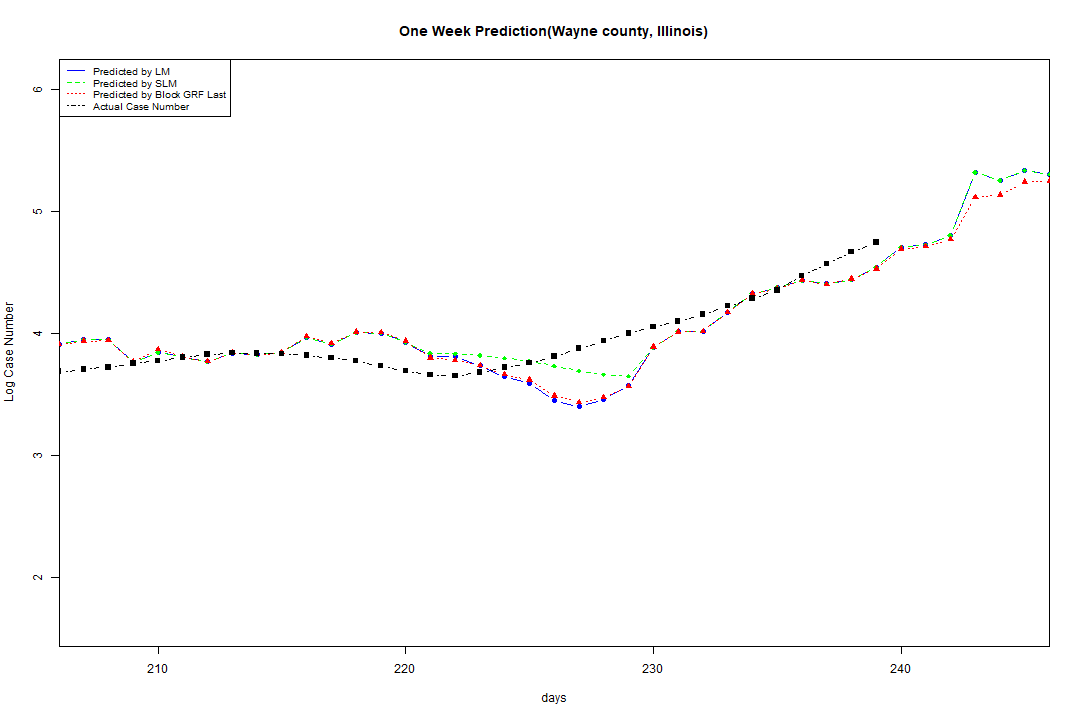 One Week Prediction(Wayne county, Illinois)
Predicted by LM
Predicted by SLM
Predicted by Block GRF Last
Actual Case Number
6
5
4
3
2
Log Case Number
210
220
230
240
days